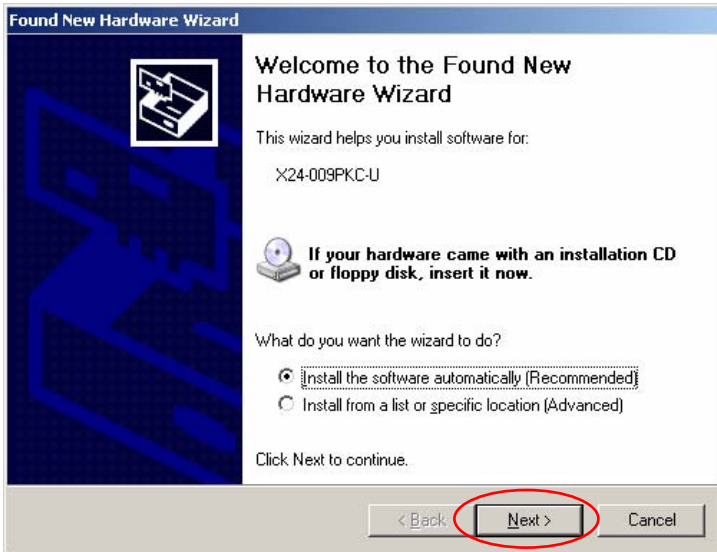 Found New Hardware Wizard
Welcome to the Found New
Hardware Wizard
This wizard helps you install software for:
X24-009PKC-U
If your hardware came with an installation CD
or floppy disk, insert it now.
What do you want the wizard to do?
Install the software automatically (Recommended)
Install from a list or specific location (Advanced)
Click Next to continue.
< Back Next > Cancel